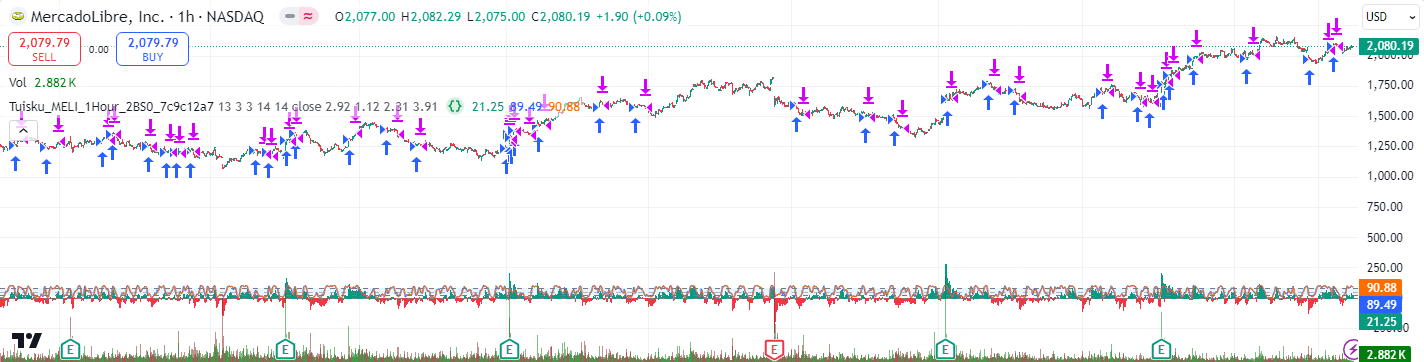 MercadoLibre, Inc. · 1h · NASDAQ O2,077.00 H2,082.29 L2,075.00 C2,080.19 +1.90 (+0.09%)
USD
2,079.79 SELL
0.00
2,079.79 BUY
2,080.19
Vol 2.882 K
1,750.00
Tuisku_MELI_1Hour_2BS0_7c9c12a7 13 3 3 14 14 close 2.92 1.12 2.31 3.91 {} 21.25 89.49 90.88
1,500.00
1,250.00
1,000.00
750.00
500.00
250.00
90.88
89.49
21.25
E E E E E E
2.882 K